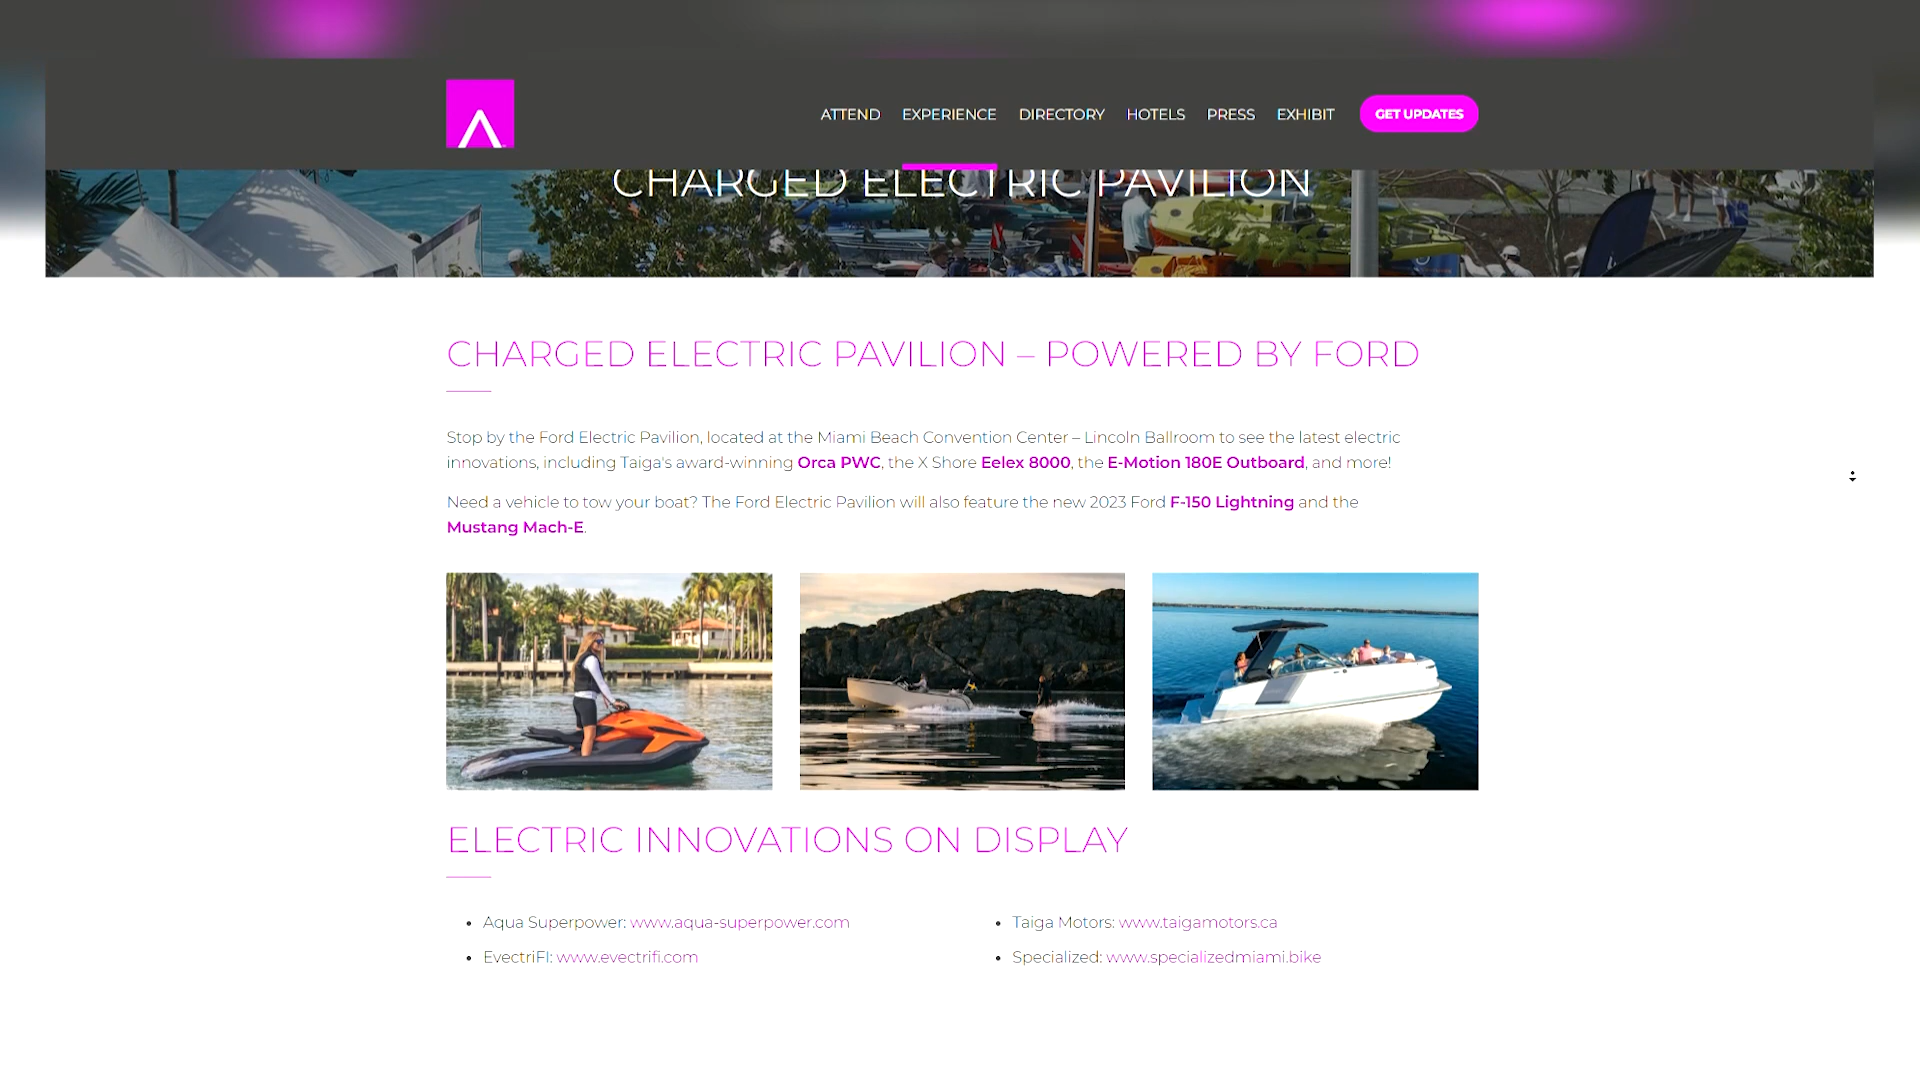 ATTEND EXPERIENCE DIRECTORY HOTELS PRESS EXHIBIT GET UPDATES
CHARGED ELECTRIC PAVILION
CHARGED ELECTRIC PAVILION – POWERED BY FORD
Stop by the Ford Electric Pavilion, located at the Miami Beach Convention Center – Lincoln Ballroom to see the latest electric
innovations, including Taiga's award-winning Orca PWC, the X Shore Eelex 8000, the E-Motion 180E Outboard, and more!
Need a vehicle to tow your boat? The Ford Electric Pavilion will also feature the new 2023 Ford F-150 Lightning and the
Mustang Mach-E.
ELECTRIC INNOVATIONS ON DISPLAY
• Aqua Superpower: www.aqua-superpower.com
• EvectriFI: www.evectrifi.com
• Taiga Motors: www.taigamotors.ca
• Specialized: www.specializedmiami.bike